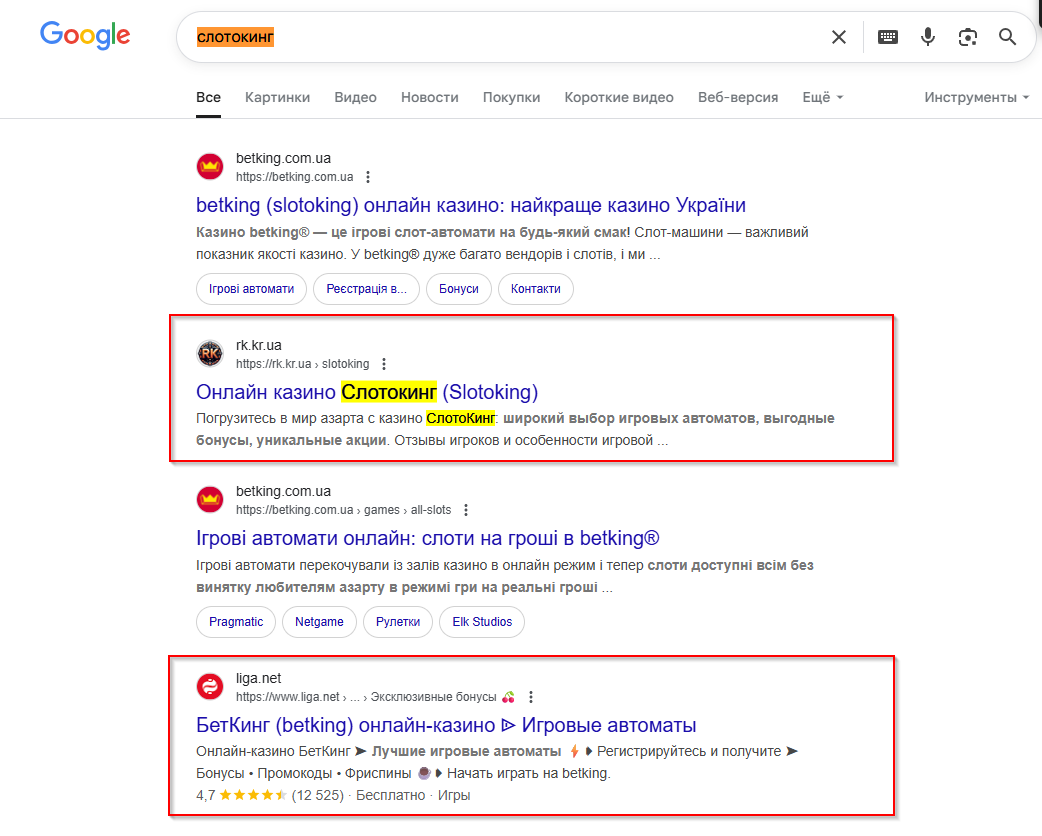 Google
слотокинг
Все Картинки Видео Новости Покупки Короткие видео Веб-версия Ещё Инструменты
betking.com.ua
https://betking.com.ua
betking (slotoking) онлайн казино: найкраще казино України
Казино betking® — це ігрові слот-автомати на будь-який смак! Слот-машини — важливий
показник якості казино. У betking® дуже багато вендорів і слотів, і ми ...
Ігрові автомати Реєстрація в... Бонуси Контакти
RK
rk.kr.ua
https://rk.kr.ua › slotoking
Онлайн казино Слотокинг (Slotoking)
Погрузитесь в мир азарта с казино СлотоКинг: широкий выбор игровых автоматов, выгодные
бонусы, уникальные акции. Отзывы игроков и особенности игровой ...
betking.com.ua
https://betking.com.ua › games › all-slots
Ігрові автомати онлайн: слоти на гроші в betking®
Ігрові автомати перекочували із залів казино в онлайн режим і тепер слоти доступні всім без
винятку любителям азарту в режимі гри на реальні гроші ...
Pragmatic Netgame Рулетки Elk Studios
liga.net
https://www.liga.net › ... › Эксклюзивные бонусы 🍒
БетКинг (betking) онлайн-казино ᐉ Игровые автоматы
Онлайн-казино БетКинг ➤ Лучшие игровые автоматы ⚡ ❥ Регистрируйтесь и получите ➤
Бонусы • Промокоды • Фриспины ❥ Начать играть на betking.
4,7 ★★★★★ (12 525) · Бесплатно · Игры